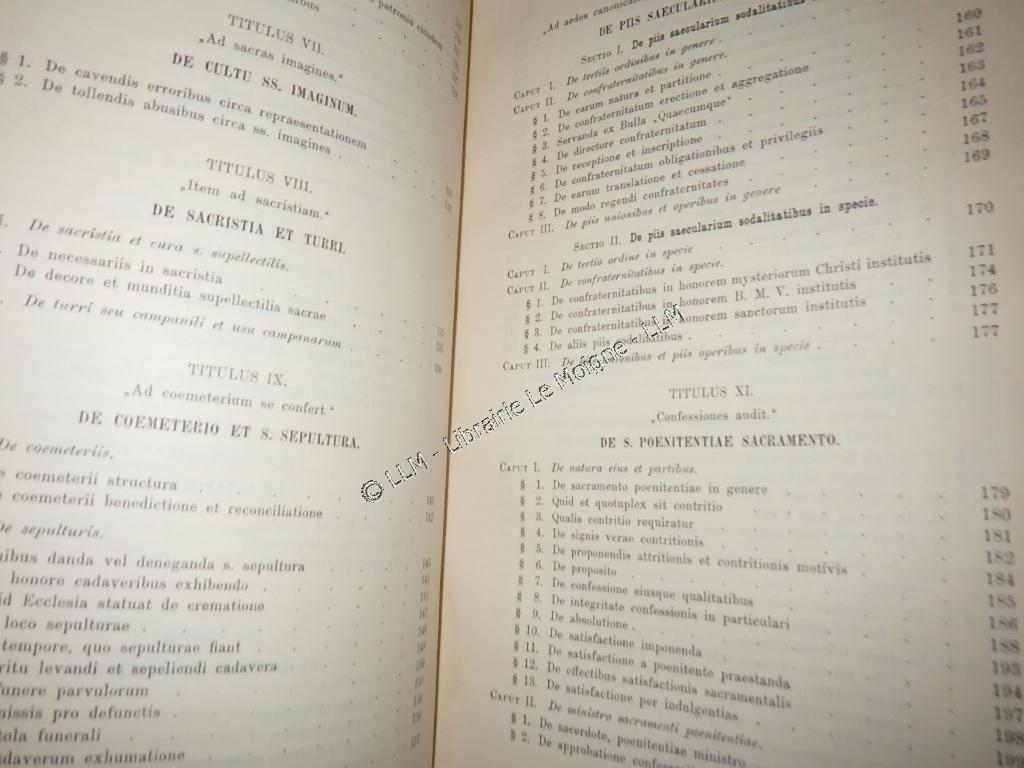 patronis eiusdem
TITULUS VII.
„Ad sacras imagines.“
DE CULTU SS. IMAGINUM.
§ 1. De cavendis erroribus circa repraesentationem
§ 2. De tollendis abusibus circa ss. imagines
TITULUS VIII.
„Item ad sacristiam.“
DE SACRISTIA ET TURRI.
De sacristia et cura s. supellectilis.
De necessariis in sacristia
De decore et munditia supellectilis sacrae
De turri seu campanili et usu campanarum
TITULUS IX.
„Ad coemeterium se confert“
DE COEMETERIO ET S. SEPULTURA.
De coemeteriis.
coemeterii structura 141
coemeterii benedictione et reconciliatione 142
De sepulturis.
danda vel deneganda s. sepultura
honore cadaveribus exhibendo
Ecclesia statuat de crematione
loco sepulturae
tempore, quo sepulturae fiant
levandi et sepeliendi cadavera
funere parvulorum
missis pro defunctis
funerali
cadaverum exhumatione
„Ad aedes canonicas
DE PIIS SAECULARIUM
SECTIO I. De piis saecularium sodalitatibus
CAPUT I. De tertiis ordinibus in genere 160
CAPUT II. De confraternitatibus in genere.
§ 1. De earum natura et partitione 161
§ 2. De confraternitatum erectione et aggregatione 162
§ 3. Servanda ex Bulla „Quaecumque“ 163
§ 4. De directore confraternitatum 164
§ 5. De receptione et inscriptione 165
§ 6. De confraternitatum obligationibus et privilegiis 167
§ 7. De earum translatione et cessatione 168
§ 8. De modo regendi confraternitates 169
CAPUT III. De piis unionibus et operibus in genere
SECTIO II. De piis saecularium sodalitatibus in specie.
CAPUT I. De tertio ordine in specie 170
CAPUT II. De confraternitatibus in specie.
§ 1. De confraternitatibus in honorem mysteriorum Christi institutis 171
§ 2. De confraternitatibus in honorem B. M. V. institutis 174
§ 3. De confraternitatibus in honorem sanctorum institutis 176
§ 4. De aliis piis sodalitatibus 177
CAPUT III. De piis unionibus et piis operibus in specie 177
TITULUS XI.
„Confessiones audit.“
DE S. POENITENTIAE SACRAMENTO.
CAPUT I. De natura eius et partibus.
§ 1. De sacramento poenitentiae in genere 179
§ 2. Quid et quotuplex sit contritio 180
§ 3. Qualis contritio requiratur 181
§ 4. De signis verae contritionis 182
§ 5. De proponendis attritionis et contritionis motivis 184
§ 6. De proposito 185
§ 7. De confessione eiusque qualitatibus 186
§ 8. De integritate confessionis in particulari 188
§ 9. De absolutione 193
§ 10. De satisfactione imponenda 194
§ 11. De satisfactione a poenitente praestanda 197
§ 12. De effectibus satisfactionis sacramentalis 198
§ 13. De satisfactione per indulgentias 199
CAPUT II. De ministro sacramenti poenitentiae.
§ 1. De sacerdote, poenitentiae ministro
§ 2. De approbatione
© LLM - Librairie Le Moigne - LLM